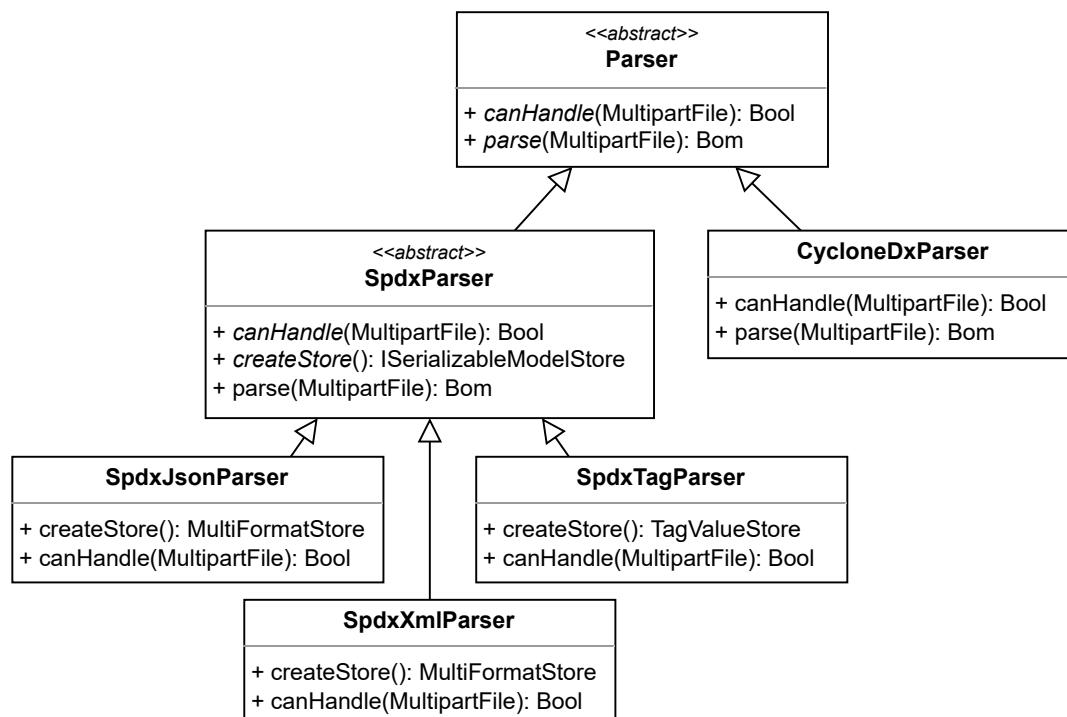 <<abstract>>
Parser
+ canHandle(MultipartFile): Bool
+ parse(MultipartFile): Bom
<<abstract>>
SpdxParser
+ canHandle(MultipartFile): Bool
+ createStore(): ISerializableModelStore
+ parse(MultipartFile): Bom
CycloneDxParser
+ canHandle(MultipartFile): Bool
+ parse(MultipartFile): Bom
SpdxJsonParser
+ createStore(): MultiFormatStore
+ canHandle(MultipartFile): Bool
SpdxTagParser
+ createStore(): TagValueStore
+ canHandle(MultipartFile): Bool
SpdxXmlParser
+ createStore(): MultiFormatStore
+ canHandle(MultipartFile): Bool